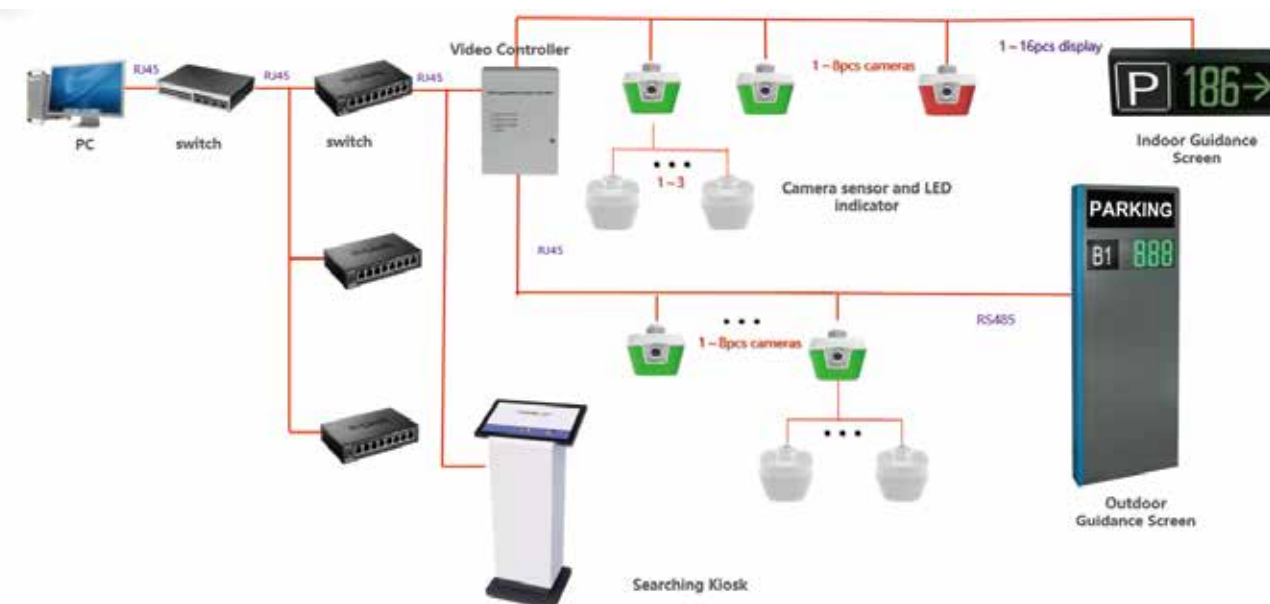 Video Controller
1~16pcs display
RJ45
RJ45
RJ45
1~8pcs cameras
P 186→
PC
switch
switch
Indoor Guidance
Screen
1~3
Camera sensor and LED
indicator
PARKING
B1 888
RJ45
RS485
1~8pcs cameras
Outdoor
Guidance Screen
Searching Kiosk